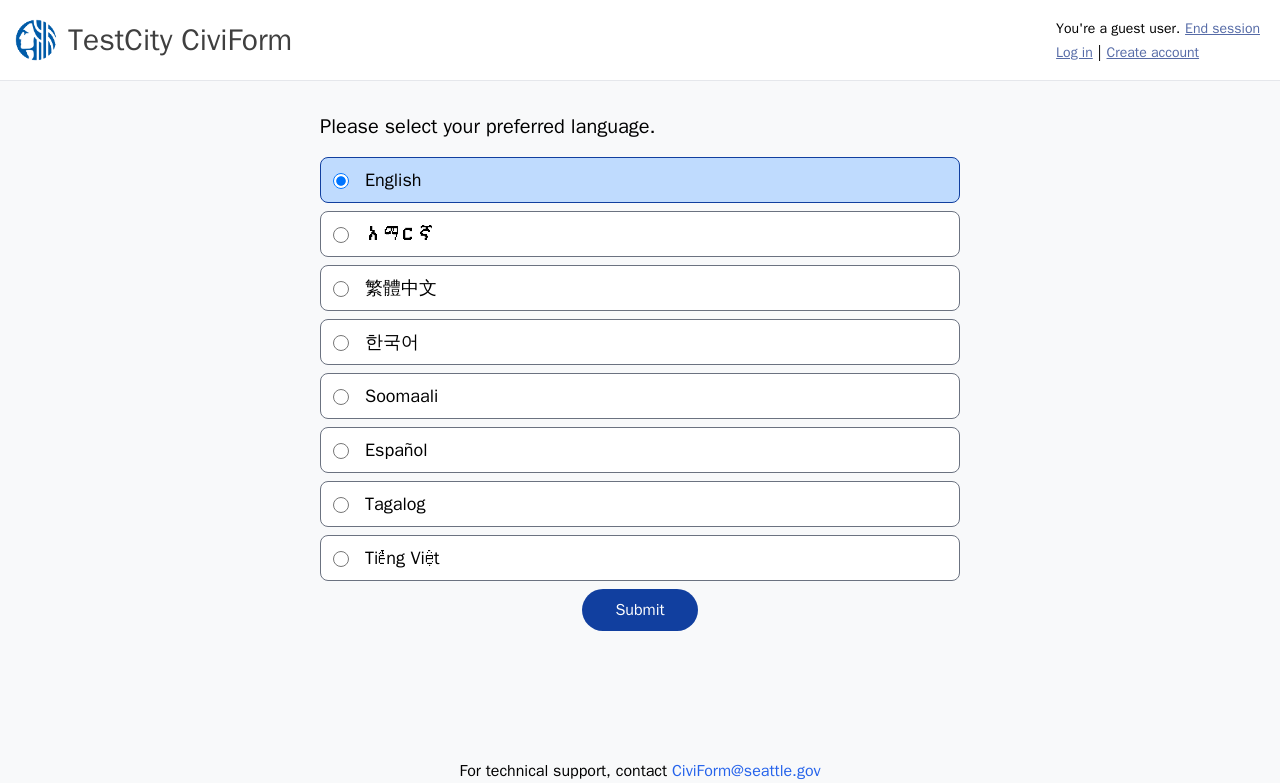 TestCity CiviForm
You're a guest user. End session
Log in | Create account
Please select your preferred language.
English
አማርኛ
繁體中文
한국어
Soomaali
Español
Tagalog
Tiếng Việt
Submit
For technical support, contact CiviForm@seattle.gov